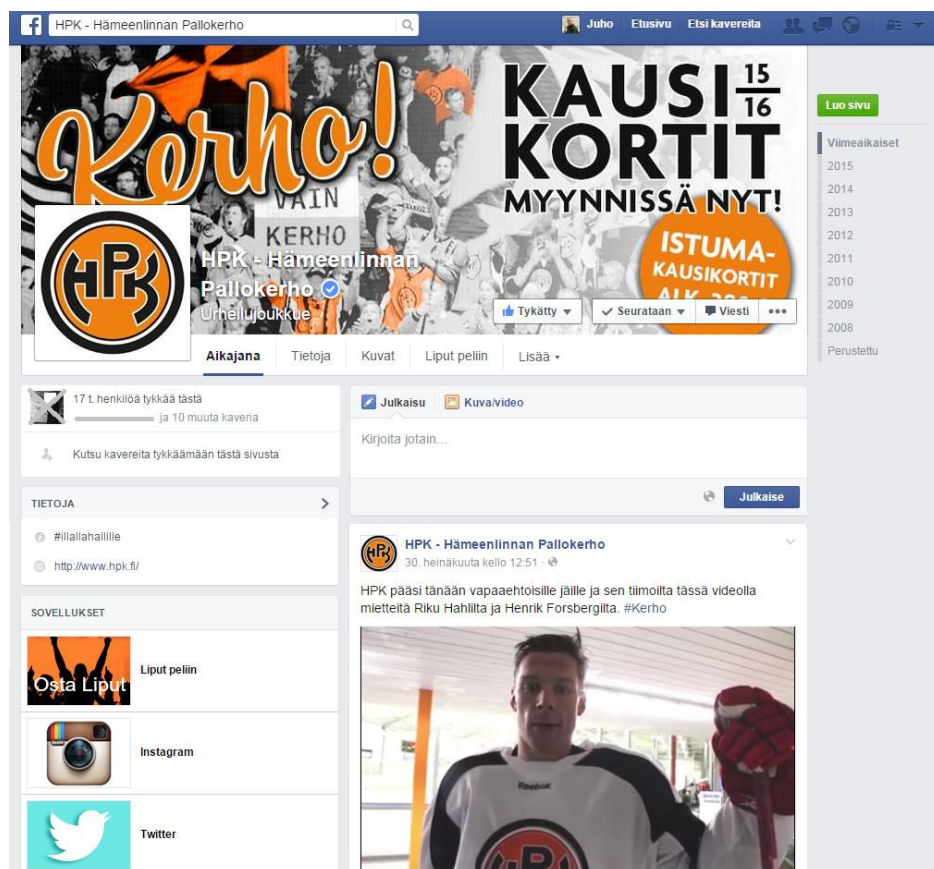 HPK - Hämeenlinnan Pallokerho
Juho Etusivu Etsi kavereita
Kerho!
KAUSI 15
16
KORTIT
MYYNNISSÄ NYT!
VAIN
KERHO
ISTUMA-
KAUSIKORTIT
HPK
HPK - Hämeenlinnan
Pallokerho
Urheilujoukkue
Tykätty
Seurataan
Viesti
Aikajana Tietoja Kuvat Liput peliin Lisää
Luo sivu
Viimeaikaiset
2015
2014
2013
2012
2011
2010
2009
2008
Perustettu
17 t. henkilöä tykkää tästä
ja 10 muuta kaveria
Kutsu kavereita tykkäämään tästä sivusta
TIETOJA
#illallahallille
http://www.hpk.fi/
SOVELLUKSET
Osta Liput
Liput peliin
Instagram
Twitter
Julkaisu Kuva/video
Kirjoita jotain...
Julkaise
HPK
HPK - Hämeenlinnan Pallokerho
30. heinäkuuta kello 12:51
HPK pääsi tänään vapaaehtoisille jäille ja sen tiimoilta tässä videolla
mietteitä Riku Hahlilta ja Henrik Forsbergilta. #Kerho
Reebok